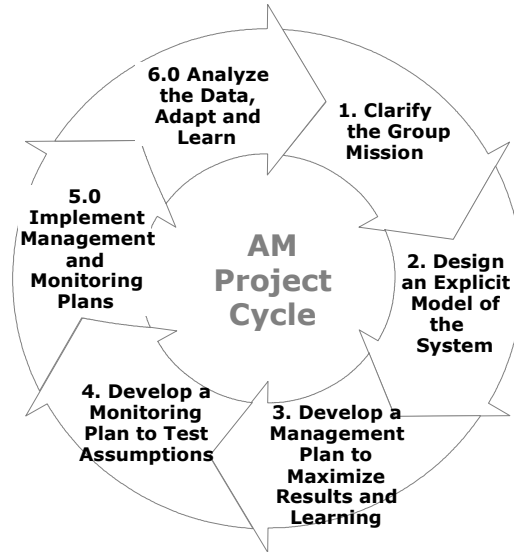 6.0 Analyze
the Data,
Adapt and
Learn
1. Clarify
the Group
Mission
5.0
Implement
Management
and
Monitoring
Plans
AM
Project
Cycle
2. Design
an Explicit
Model of
the
System
4. Develop a
Monitoring
Plan to Test
Assumptions
3. Develop a
Management
Plan to
Maximize
Results and
Learning